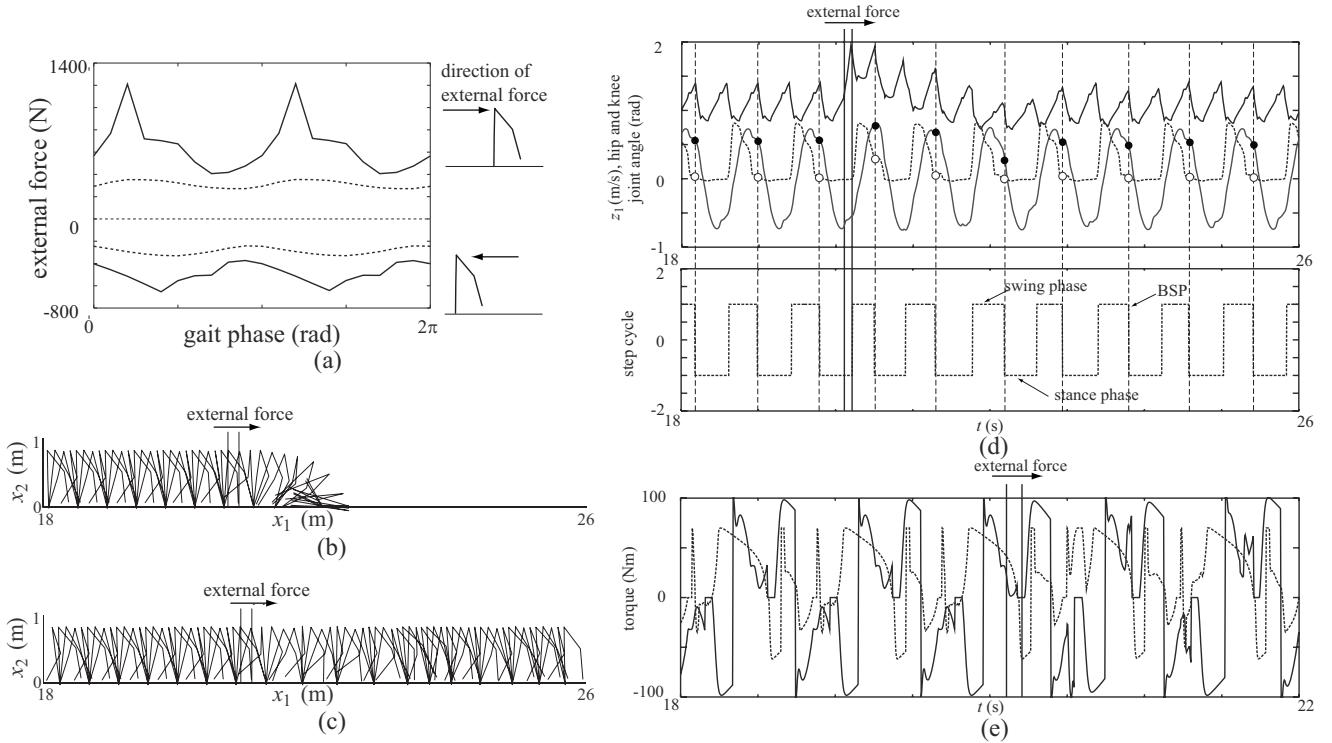 1400
external force (N)
0
-800
0
2π
gait phase (rad)
direction of
external force
(a)
external force
1
x2 (m)
0
18
x1 (m)
26
(b)
external force
1
x2 (m)
0
18
x1 (m)
26
(c)
external force
2
1
0
-1
z1 (m/s), hip and knee
joint angle (rad)
18
t (s)
26
2
swing phase
BSP
step cycle
0
stance phase
-2
18
t (s)
26
(d)
external force
100
torque (Nm)
0
-100
18
t (s)
22
(e)